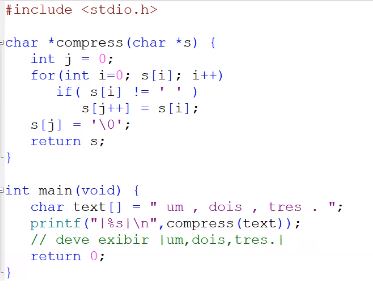 #include <stdio.h>
char *compress(char *s) {
int j = 0;
for(int i=0; s[i]; i++)
if( s[i] != ' ' )
s[j++] = s[i];
s[j] = '\0';
return s;
}
int main(void) {
char text[] = " um , dois , tres . ";
printf("|%s|\n",compress(text));
// deve exibir |um,dois,tres.|
return 0;
}